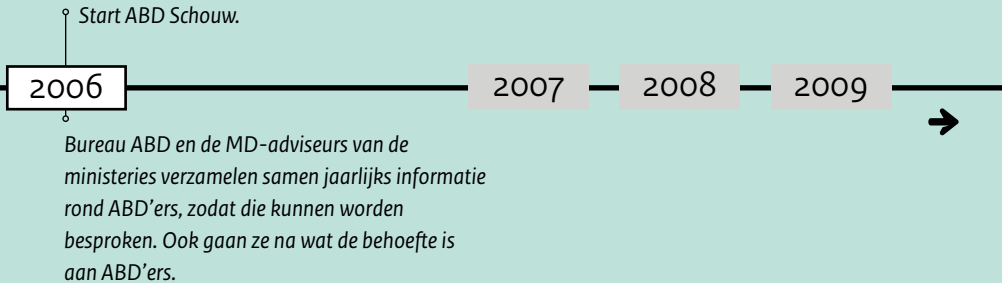 Start ABD Schouw.
2006 2007 2008 2009
Bureau ABD en de MD-adviseurs van de
ministeries verzamelen samen jaarlijks informatie
rond ABD’ers, zodat die kunnen worden
besproken. Ook gaan ze na wat de behoefte is
aan ABD’ers.